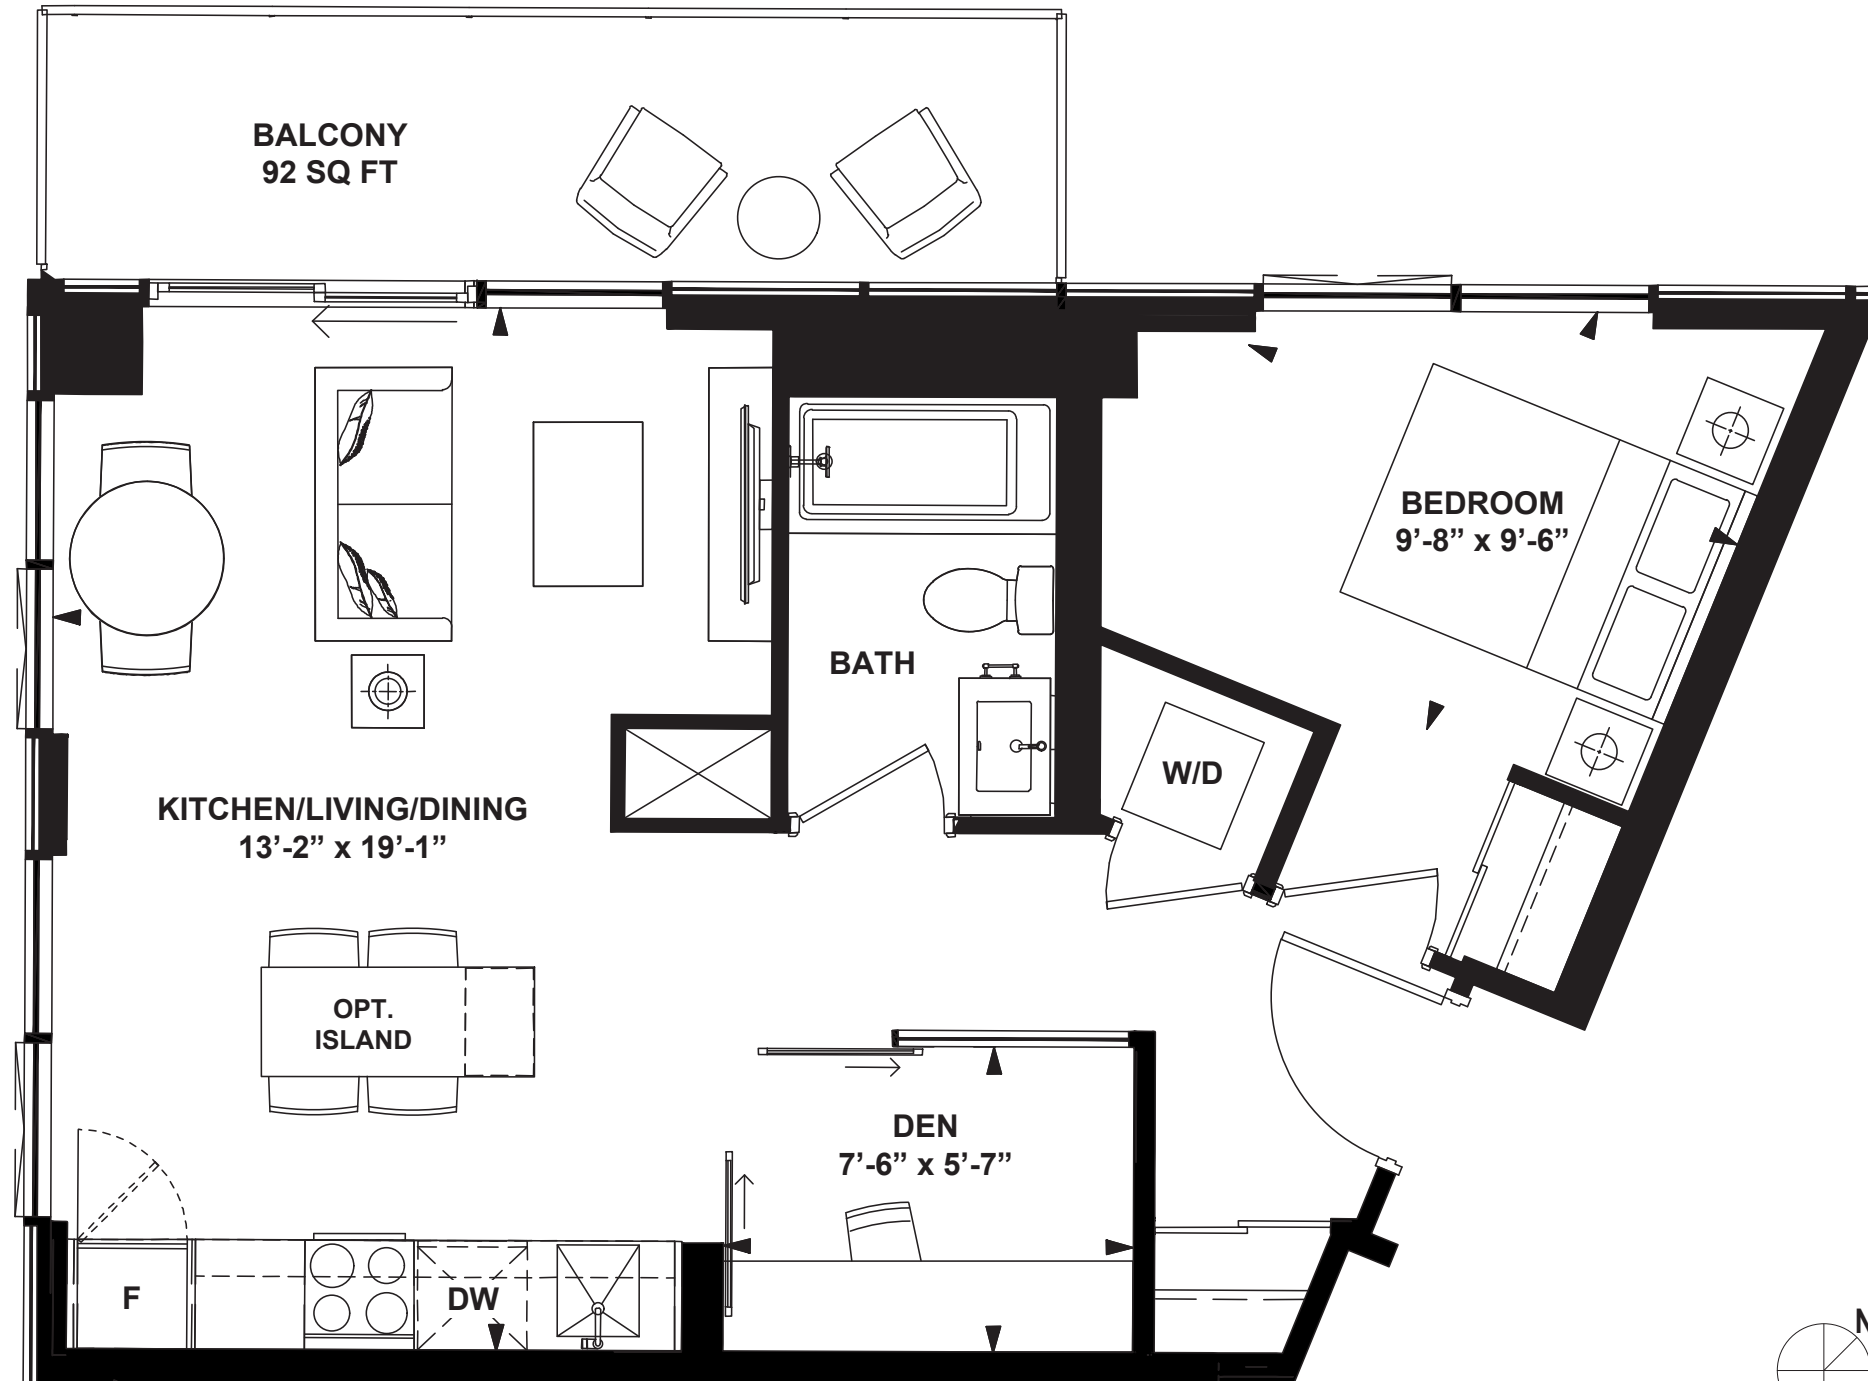 BALCONY
92 SQ FT
BEDROOM
9’-8” x 9’-6”
BATH
W/D
KITCHEN/LIVING/DINING
13’-2” x 19’-1”
OPT.
ISLAND
DEN
7’-6” x 5’-7”
F
DW
N